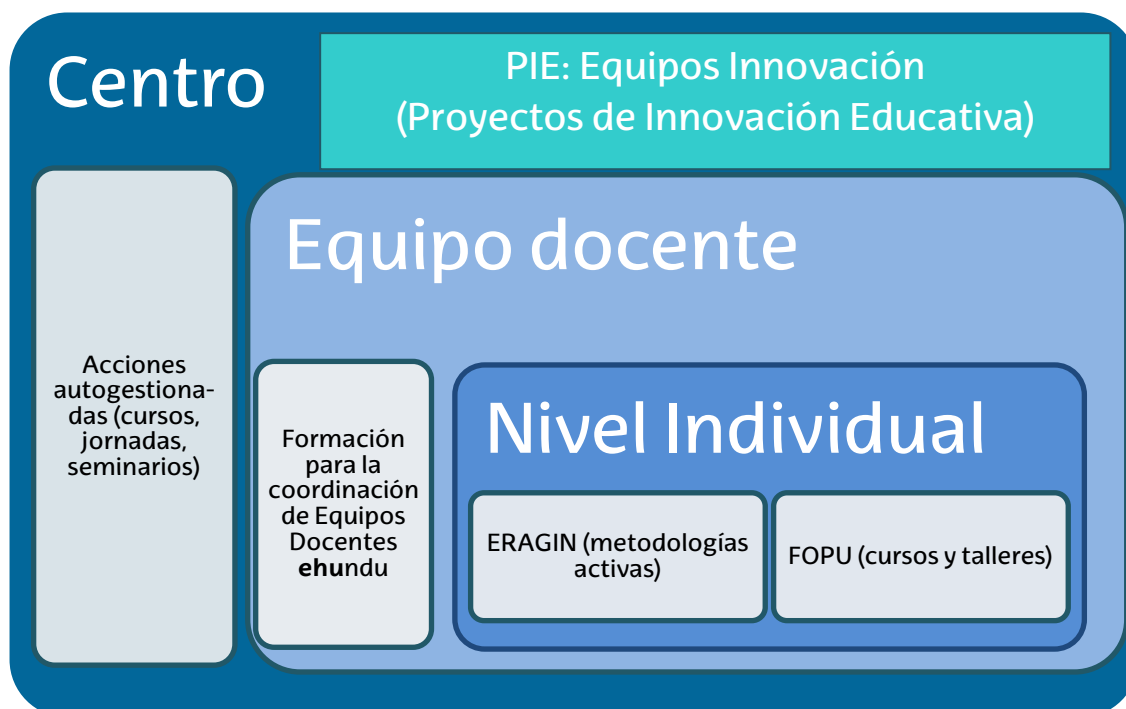 Centro
PIE: Equipos Innovación
(Proyectos de Innovación Educativa)
Equipo docente
Acciones
autogestiona-
das (cursos,
jornadas,
seminarios)
Formación
para la
coordinación
de Equipos
Docentes
ehundu
Nivel Individual
ERAGIN (metodologías
activas)
FOPU (cursos y talleres)